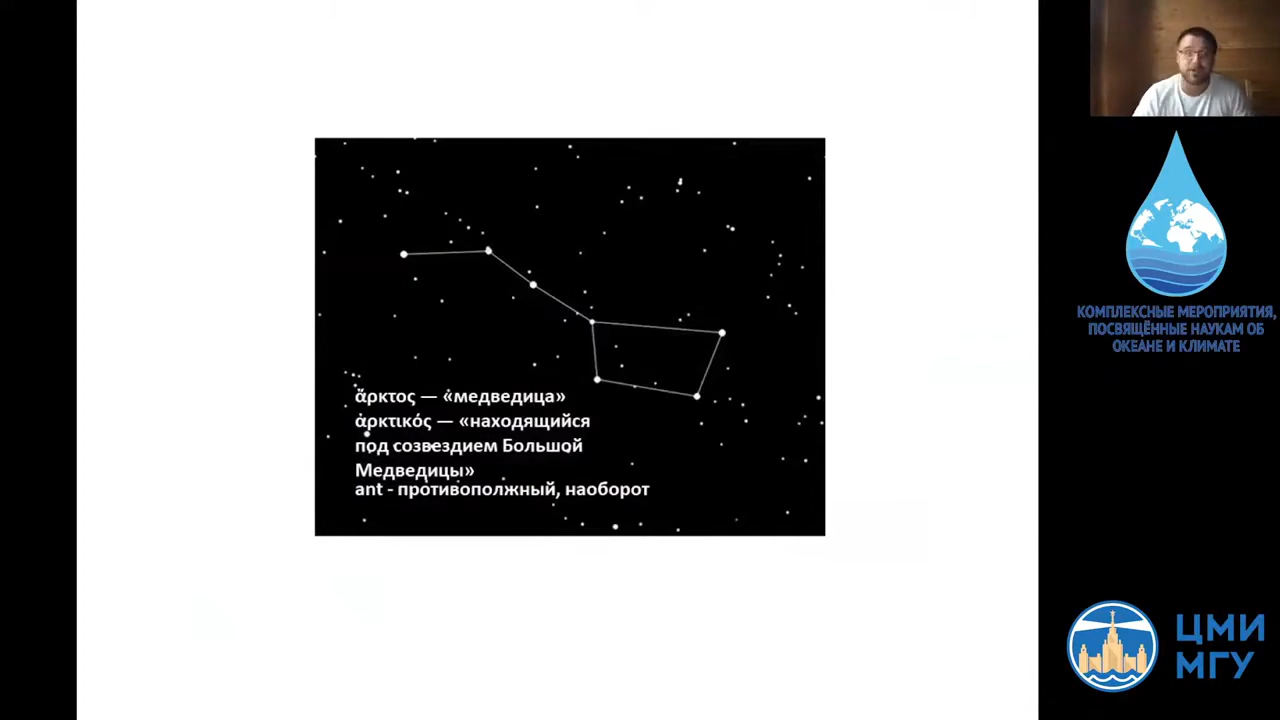 ἄρκτος — «медведица»
ἀρκτικός — «находящийся
под созвездием Большой
Медведицы»
ant - противополжный, наоборот
КОМПЛЕКСНЫЕ МЕРОПРИЯТИЯ,
ПОСВЯЩЁННЫЕ НАУКАМ ОБ
ОКЕАНЕ И КЛИМАТЕ
ЦМИ
МГУ